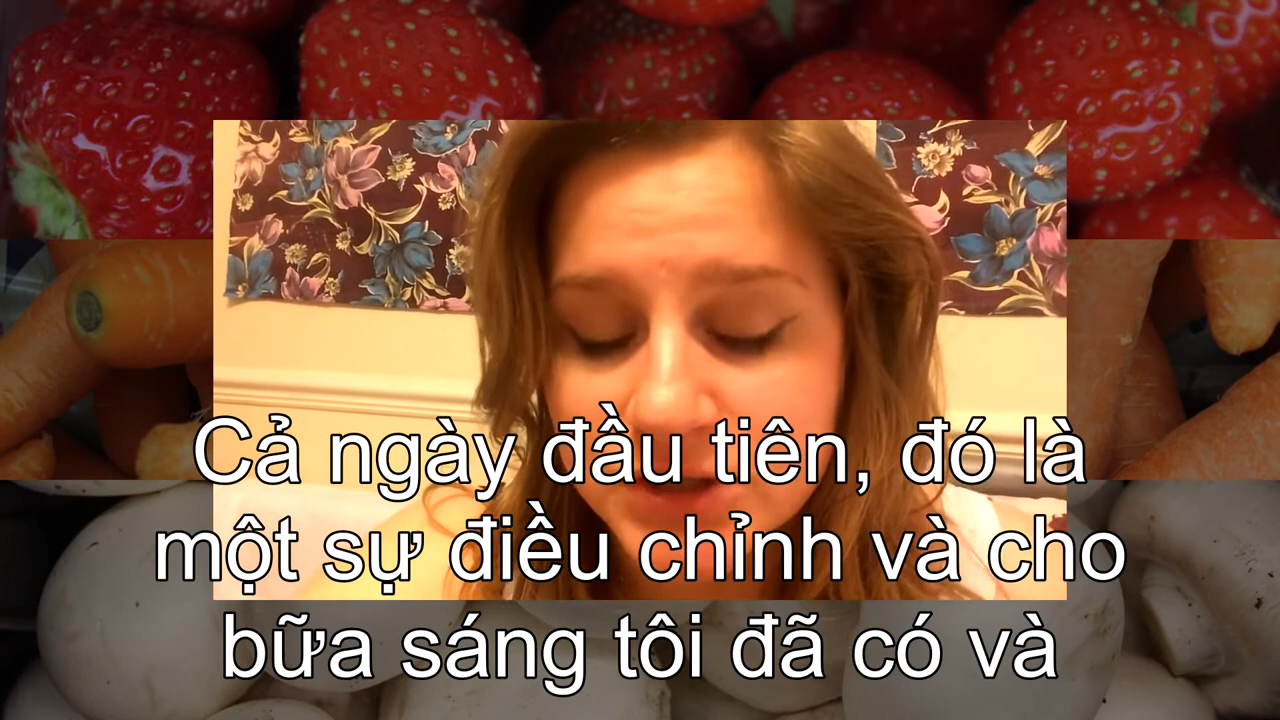 Cả ngày đầu tiên, đó là
một sự điều chỉnh và cho
bữa sáng tôi đã có và